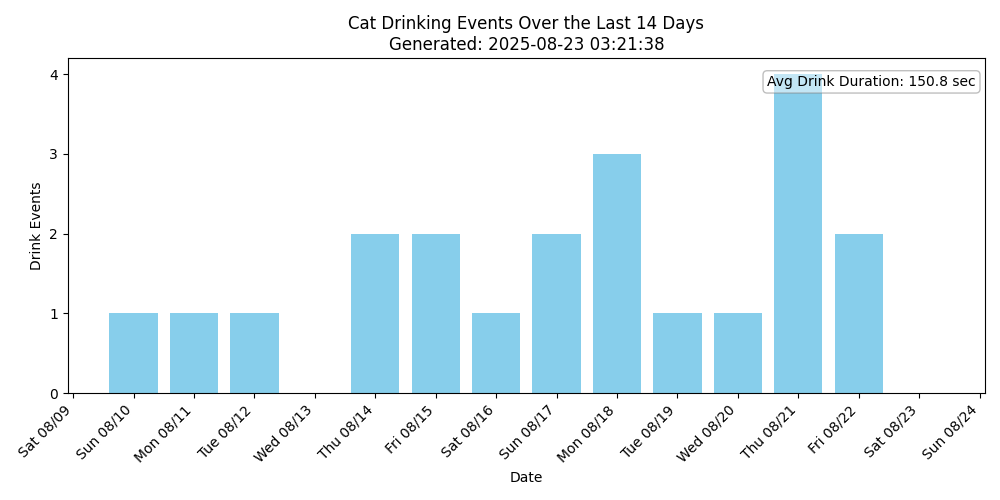 Cat Drinking Events Over the Last 14 Days
Generated: 2025-08-23 03:21:38
Avg Drink Duration: 150.8 sec
Drink Events
4
3
2
1
0
Sat 08/09
Sun 08/10
Mon 08/11
Tue 08/12
Wed 08/13
Thu 08/14
Fri 08/15
Sat 08/16
Sun 08/17
Mon 08/18
Tue 08/19
Wed 08/20
Thu 08/21
Fri 08/22
Sat 08/23
Sun 08/24
Date